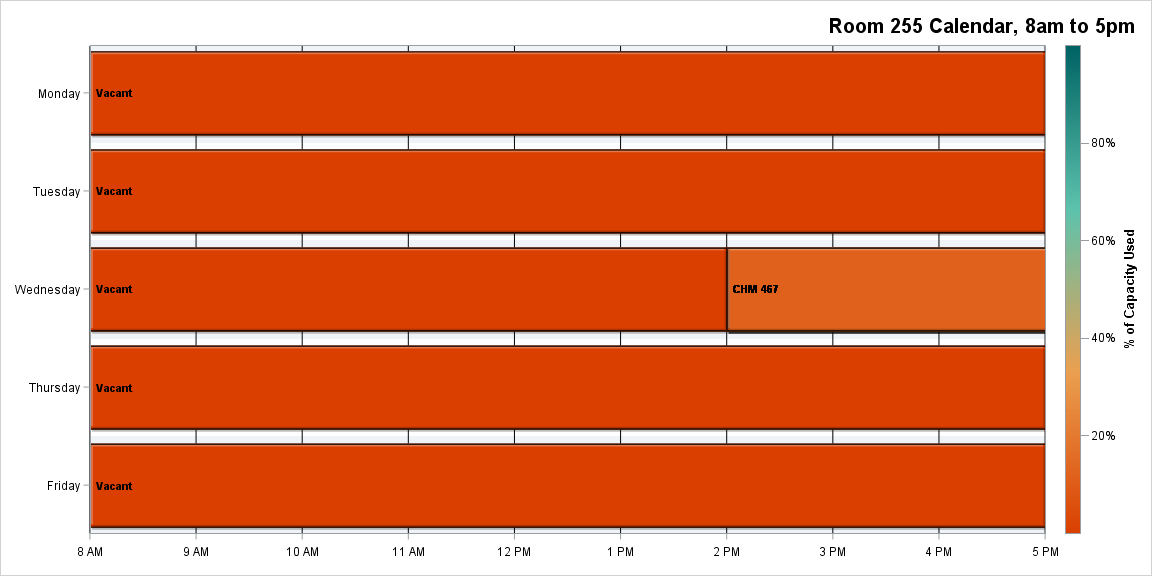 Room 255 Calendar, 8am to 5pm
Monday
Vacant
Tuesday
Vacant
Wednesday
Vacant
CHM 467
Thursday
Vacant
Friday
Vacant
8 AM
9 AM
10 AM
11 AM
12 PM
1 PM
2 PM
3 PM
4 PM
5 PM
80%
60%
40%
20%
% of Capacity Used